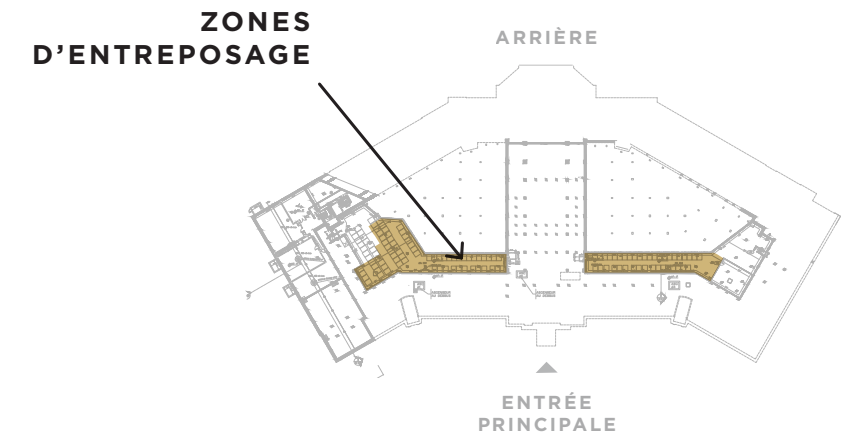 ZONES
D’ENTREPOSAGE
ARRIÈRE
ENTRÉE
PRINCIPALE